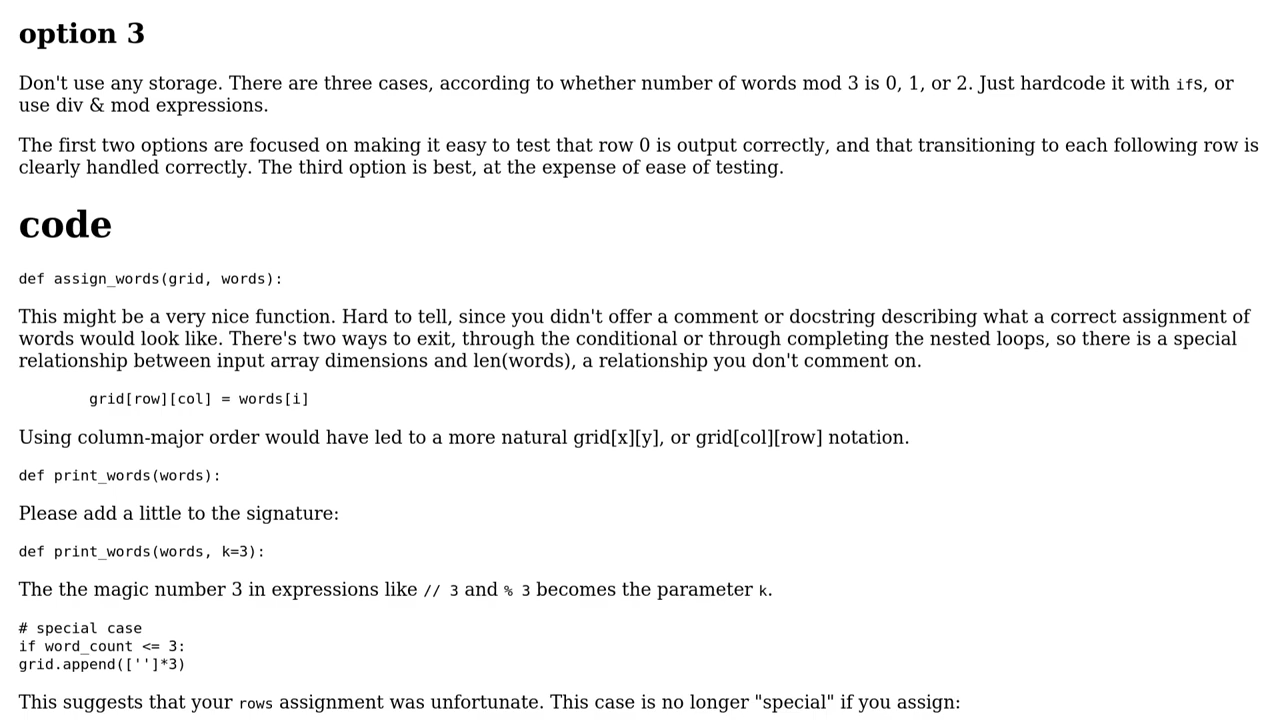 option 3
Don't use any storage. There are three cases, according to whether number of words mod 3 is 0, 1, or 2. Just hardcode it with ifs, or
use div & mod expressions.
The first two options are focused on making it easy to test that row 0 is output correctly, and that transitioning to each following row is
clearly handled correctly. The third option is best, at the expense of ease of testing.
code
def assign_words(grid, words):
This might be a very nice function. Hard to tell, since you didn't offer a comment or docstring describing what a correct assignment of
words would look like. There's two ways to exit, through the conditional or through completing the nested loops, so there is a special
relationship between input array dimensions and len(words), a relationship you don't comment on.
grid[row][col] = words[i]
Using column-major order would have led to a more natural grid[x][y], or grid[col][row] notation.
def print_words(words):
Please add a little to the signature:
def print_words(words, k=3):
The the magic number 3 in expressions like // 3 and % 3 becomes the parameter k.
# special case
if word_count <= 3:
grid.append(['']*3)
This suggests that your rows assignment was unfortunate. This case is no longer "special" if you assign: